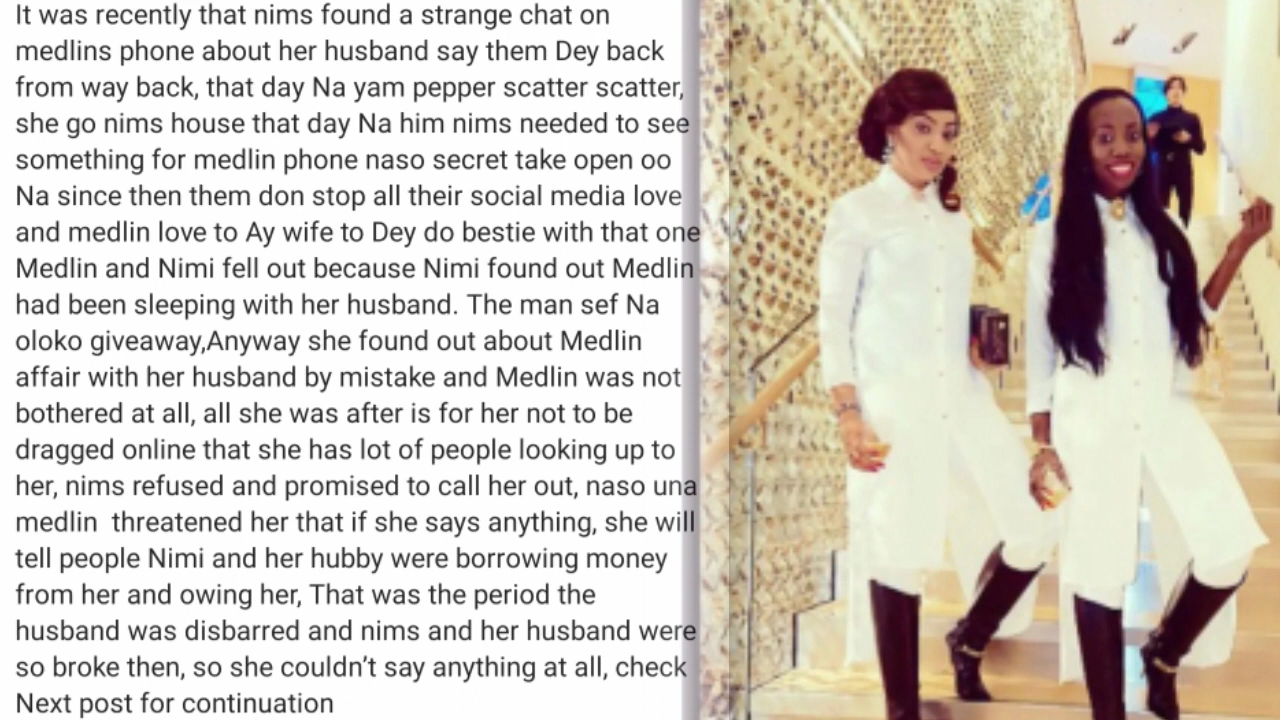 It was recently that nims found a strange chat on
medlins phone about her husband say them Dey back
from way back, that day Na yam pepper scatter scatter,
she go nims house that day Na him nims needed to see
something for medlin phone naso secret take open oo
Na since then them don stop all their social media love
and medlin love to Ay wife to Dey do bestie with that one
Medlin and Nimi fell out because Nimi found out Medlin
had been sleeping with her husband. The man sef Na
oloko giveaway,Anyway she found out about Medlin
affair with her husband by mistake and Medlin was not
bothered at all, all she was after is for her not to be
dragged online that she has lot of people looking up to
her, nims refused and promised to call her out, naso una
medlin  threatened her that if she says anything, she will
tell people Nimi and her hubby were borrowing money
from her and owing her, That was the period the
husband was disbarred and nims and her husband were
so broke then, so she couldn’t say anything at all, check
Next post for continuation